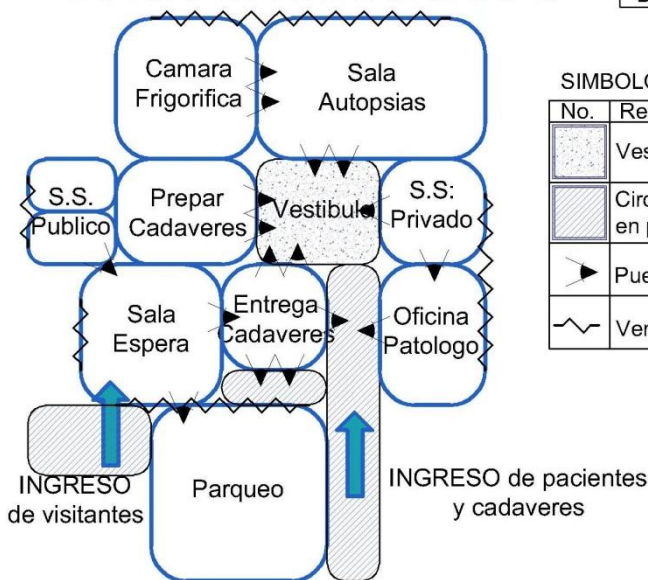 Camara
Frigorifica
Sala
Autopsias
S.S.
Publico
Prepar
Cadaveres
Vestibulo
S.S:
Privado
Sala
Espera
Entrega
Cadaveres
Oficina
Patologo
INGRESO
de visitantes
Parqueo
INGRESO de pacientes
y cadaveres
SIMBOLO
No. Re
Ves
Circ
en p
Pue
Ven